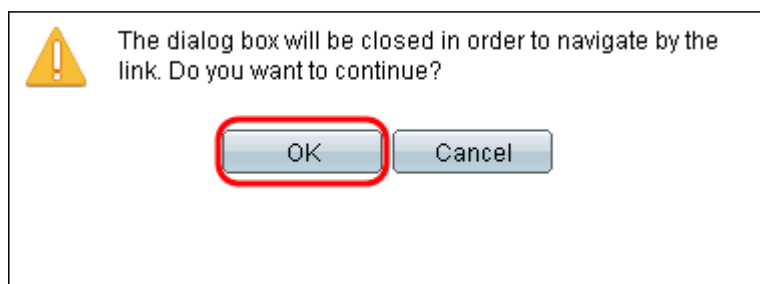 The dialog box will be closed in order to navigate by the
link. Do you want to continue?
OK Cancel